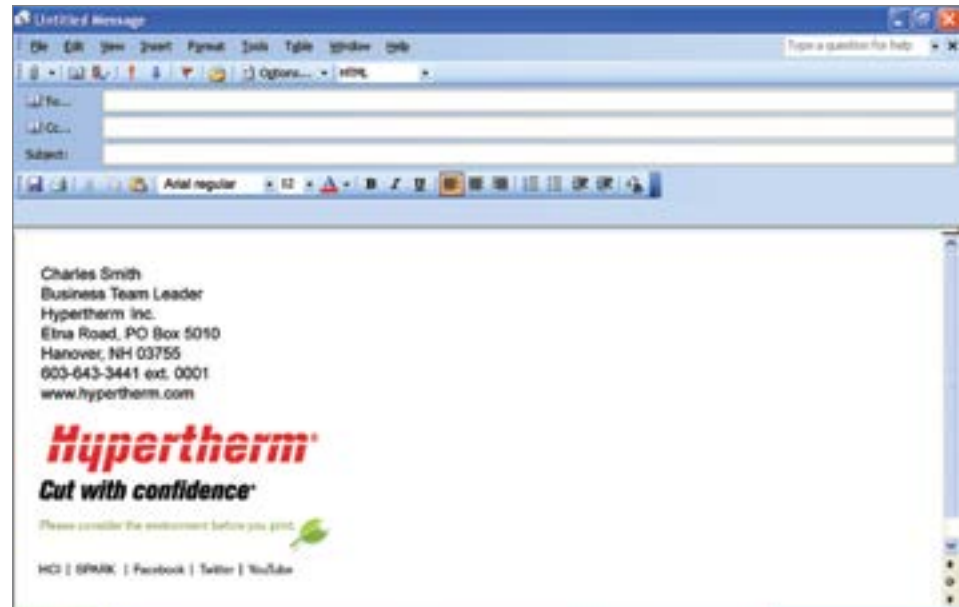 Untitled Message
File Edit View Insert Format Tools Table Window Help Type a question for help
Options... HTML
To...
Cc...
Subject:
Arial regular 12 A B I U
Charles Smith
Business Team Leader
Hypertherm Inc.
Etna Road, PO Box 5010
Hanover, NH 03755
603-643-3441 ext. 0001
www.hypertherm.com
Hypertherm®
Cut with confidence®
Please consider the environment before you print.
HCI | SPARK | Facebook | Twitter | YouTube